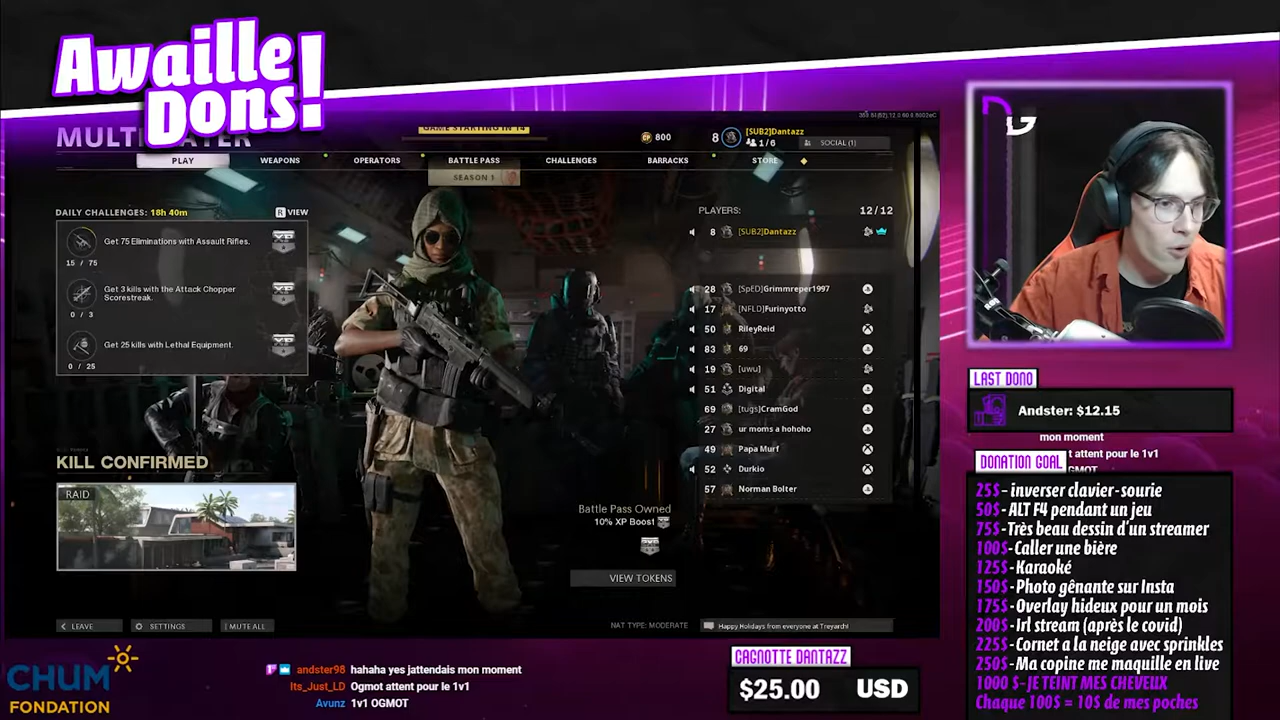 Awaille
Dons!
MULTIPLAYER
GAME STARTING IN 14
CP 800
8 [SUB2]Dantazz
1/6
SOCIAL (1)
PLAY
WEAPONS
OPERATORS
BATTLE PASS
CHALLENGES
BARRACKS
STORE
SEASON 1
DAILY CHALLENGES: 18h 40m
R VIEW
Get 75 Eliminations with Assault Rifles.
15 / 75
Get 3 kills with the Attack Chopper
Scorestreak.
0 / 3
Get 25 kills with Lethal Equipment.
0 / 25
PLAYERS: 12/12
8 [SUB2]Dantazz
28 [SpED]Grimmreper1997
17 [NFLD]Furinyotto
50 RileyReid
83 69
19 [uwu]
51 Digital
69 [tugs]CramGod
27 ur moms a hohoho
49 Papa Murf
52 Durkio
57 Norman Bolter
KILL CONFIRMED
RAID
Battle Pass Owned
10% XP Boost
VIEW TOKENS
LEAVE
SETTINGS
MUTE ALL
NAT TYPE: MODERATE
Happy Holidays from everyone at Treyarch!
LAST DONO
Andster: $12.15
mon moment
t attent pour le 1v1
OGMOT
DONATION GOAL
25$ - inverser clavier-sourie
50$ - ALT F4 pendant un jeu
75$ - Très beau dessin d'un streamer
100$ - Caller une bière
125$ - Karaoké
150$ - Photo gênante sur Insta
175$ - Overlay hideux pour un mois
200$ - Irl stream (après le covid)
225$ - Cornet a la neige avec sprinkles
250$ - Ma copine me maquille en live
1000 $ - JE TEINT MES CHEVEUX
Chaque 100$ = 10$ de mes poches
CHUM
FONDATION
andster98 hahaha yes jattendais mon moment
Its_Just_LD Ogmot attent pour le 1v1
Avunz 1v1 OGMOT
CAGNOTTE DANTAZZ
$25.00 USD